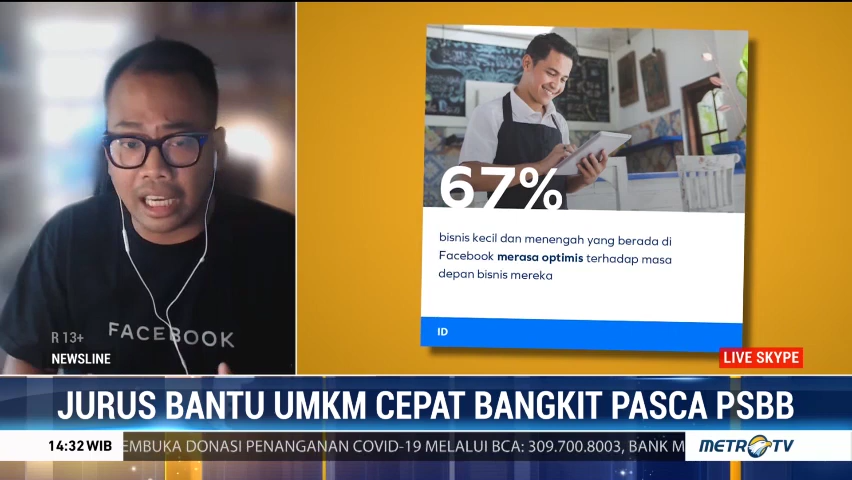 67%
bisnis kecil dan menengah yang berada di
Facebook merasa optimis terhadap masa
depan bisnis mereka
ID
FACEBOOK
R 13+
NEWSLINE
LIVE SKYPE
JURUS BANTU UMKM CEPAT BANGKIT PASCA PSBB
14:32 WIB
EMBUKA DONASI PENANGANAN COVID-19 MELALUI BCA: 309.700.8003, BANK M
METRO TV